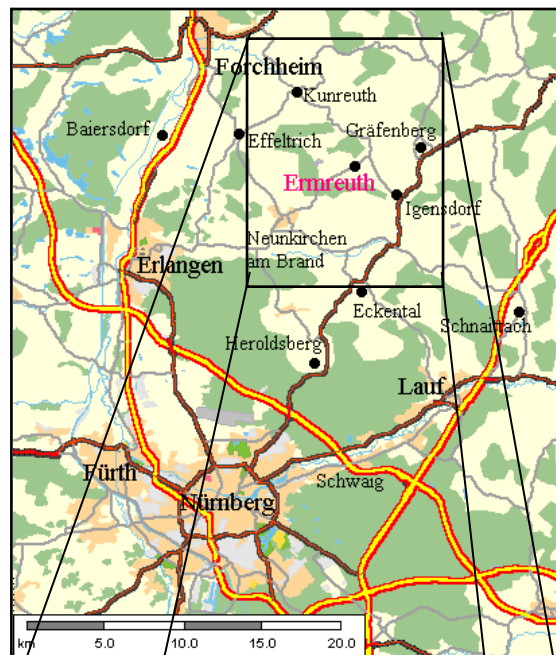 Forchheim
Kunreuth
Baiersdorf
Effeltrich
Gräfenberg
Ermreuth
Igensdorf
Neunkirchen
am Brand
Erlangen
Eckental
Schnaittach
Heroldsberg
Lauf
Fürth
Schwaig
Nürnberg
km 5.0 10.0 15.0 20.0